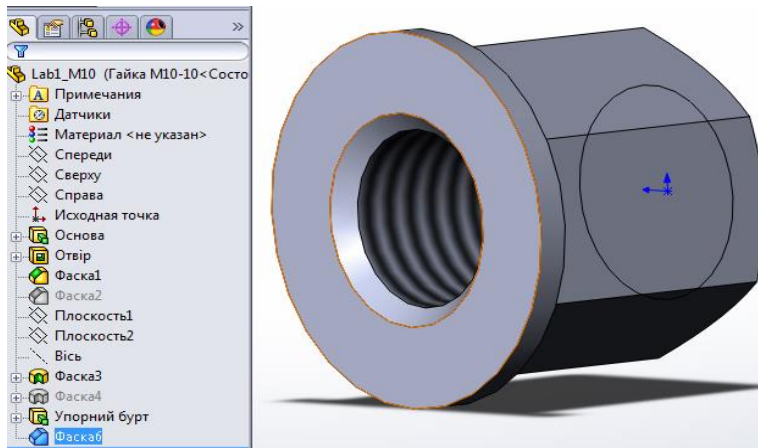 »
Lab1_M10 (Гайка М10-10<Состо
A Примечания
Датчики
Материал <не указан>
Спереди
Сверху
Справа
Исходная точка
Основа
Отвір
Фаска1
Фаска2
Плоскость1
Плоскость2
Вісь
Фаска3
Фаска4
Упорний бурт
Фаска6